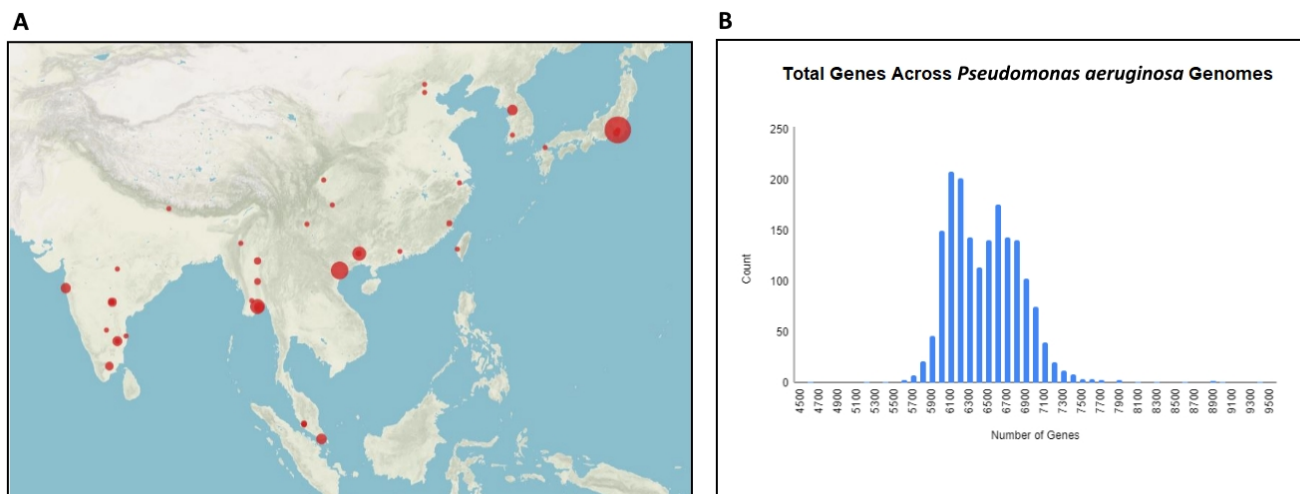 A
B
Total Genes Across Pseudomonas aeruginosa Genomes
250
200
150
100
50
0
Count
4500 4700 4900 5100 5300 5500 5700 5900 6100 6300 6500 6700 6900 7100 7300 7500 7700 7900 8100 8300 8500 8700 8900 9100 9300 9500
Number of Genes